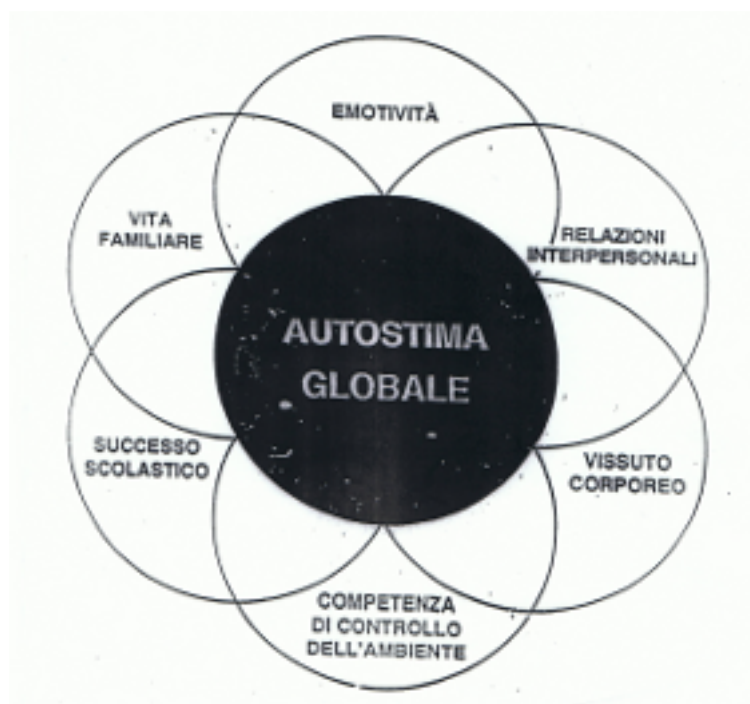 EMOTIVITÀ
VITA
FAMILIARE
RELAZIONI
INTERPERSONALI
AUTOSTIMA
GLOBALE
SUCCESSO
SCOLASTICO
VISSUTO
CORPOREO
COMPETENZA
DI CONTROLLO
DELL'AMBIENTE